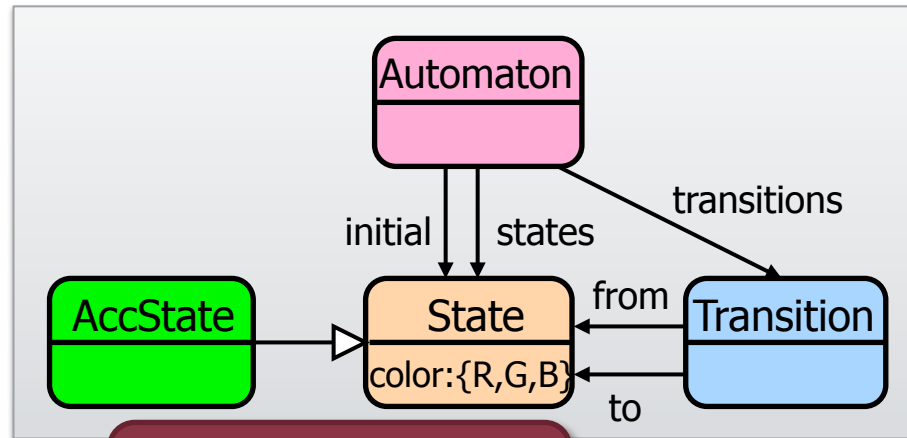 Automaton
transitions
initial
states
AccState
State
from
Transition
color:{R,G,B}
to